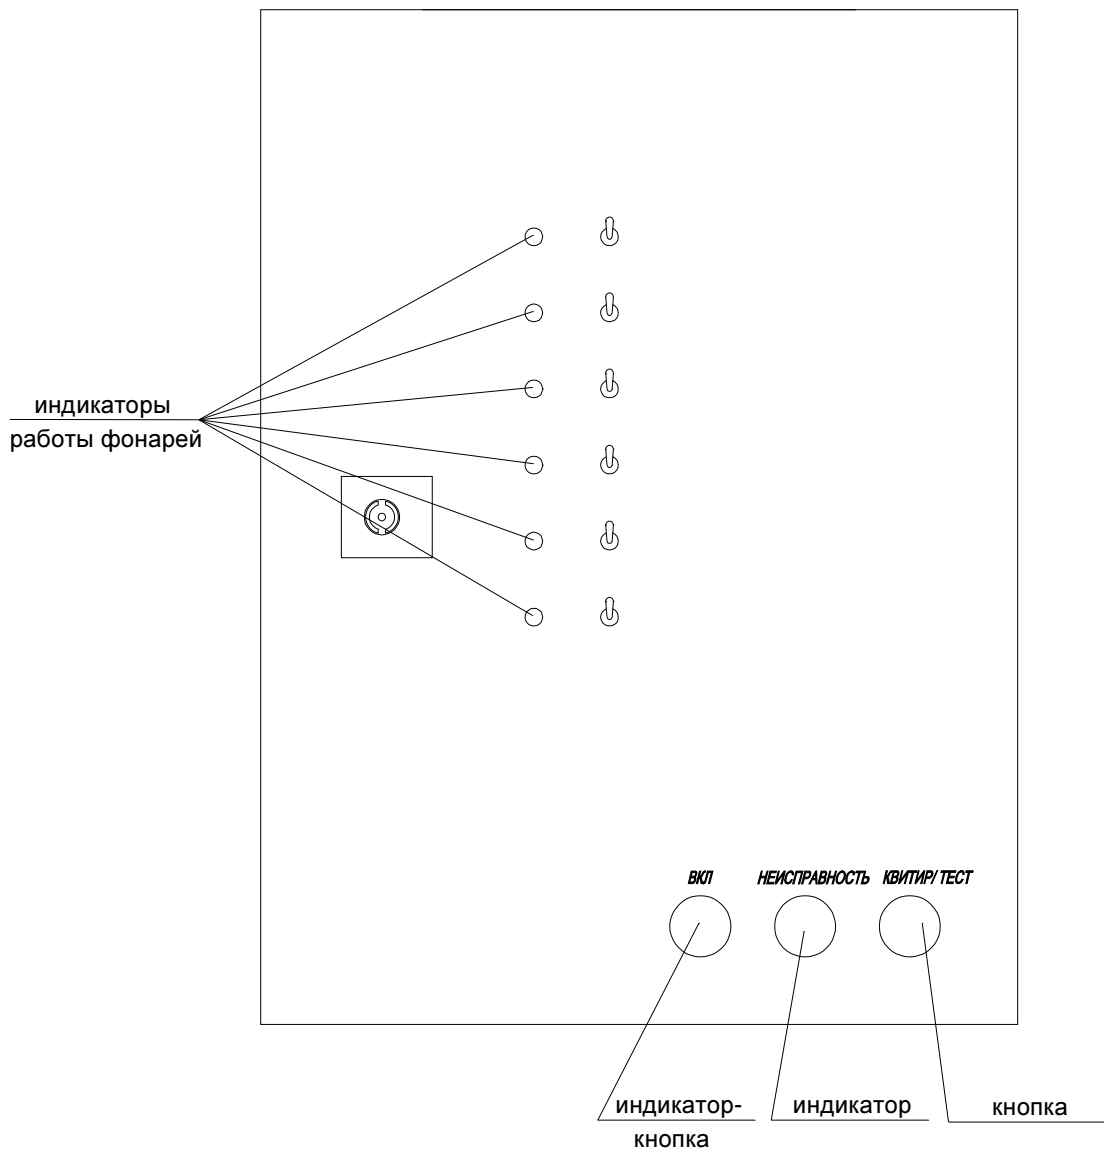 индикаторы
работы фонарей
ВКЛ НЕИСПРАВНОСТЬ КВИТИР/ ТЕСТ
индикатор-
кнопка
индикатор
кнопка